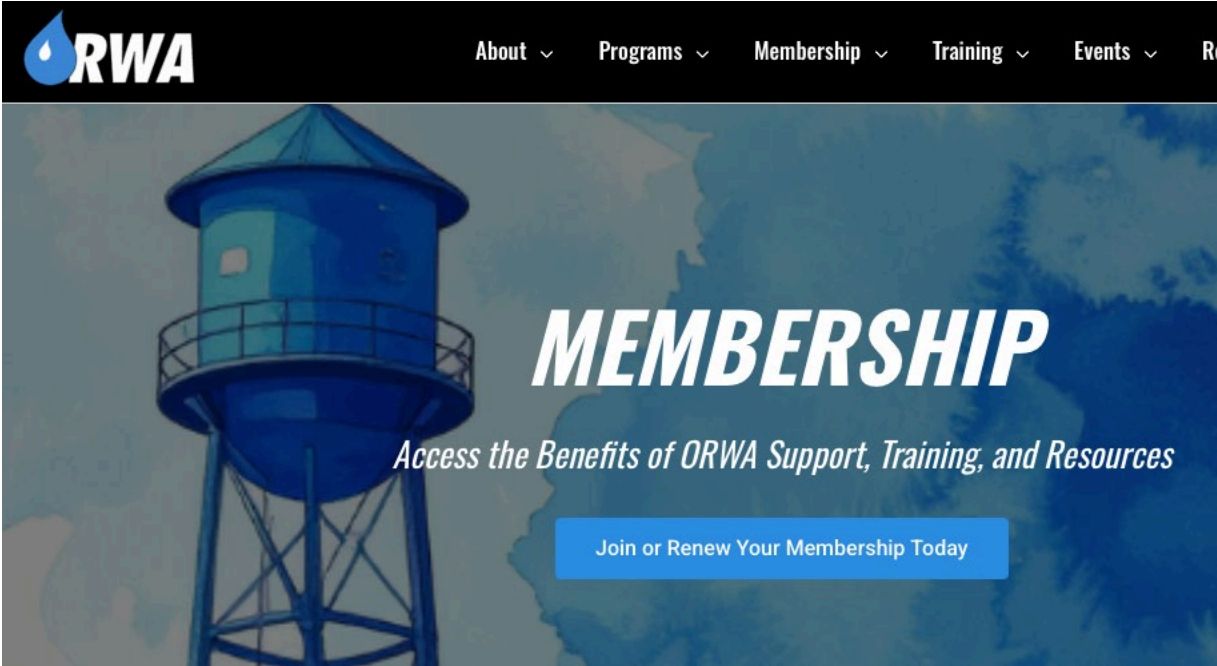 ORWA
About
Programs
Membership
Training
Events
MEMBERSHIP
Access the Benefits of ORWA Support, Training, and Resources
Join or Renew Your Membership Today